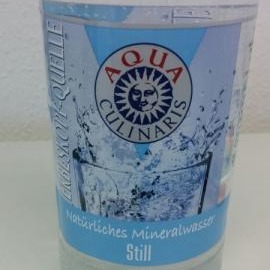 AQUA
CULINARIS
Natürliches Mineralwasser
Still